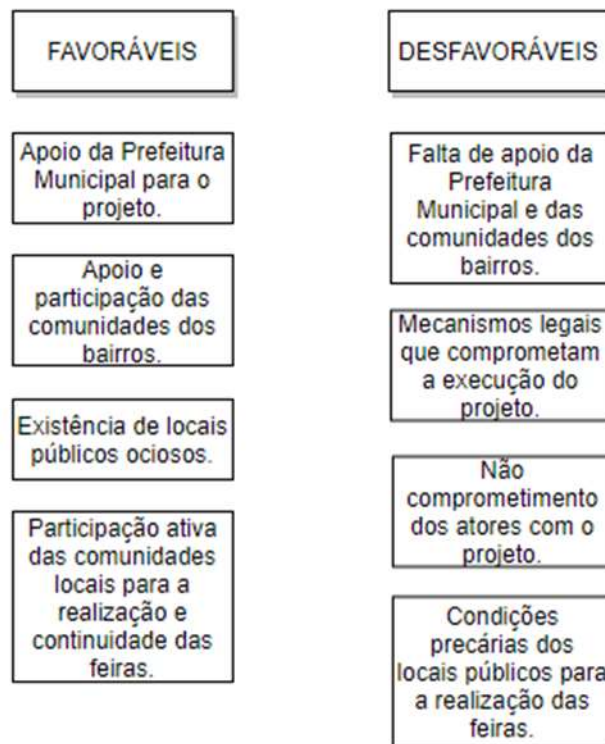 FAVORÁVEIS
Apoio da Prefeitura
Municipal para o
projeto.
Apoio e
participação das
comunidades dos
bairros.
Existência de locais
públicos ociosos.
Participação ativa
das comunidades
locais para a
realização e
continuidade das
feiras.
DESFAVORÁVEIS
Falta de apoio da
Prefeitura
Municipal e das
comunidades dos
bairros.
Mecanismos legais
que comprometam
a execução do
projeto.
Não
comprometimento
dos atores com o
projeto.
Condições
precárias dos
locais públicos para
a realização das
feiras.